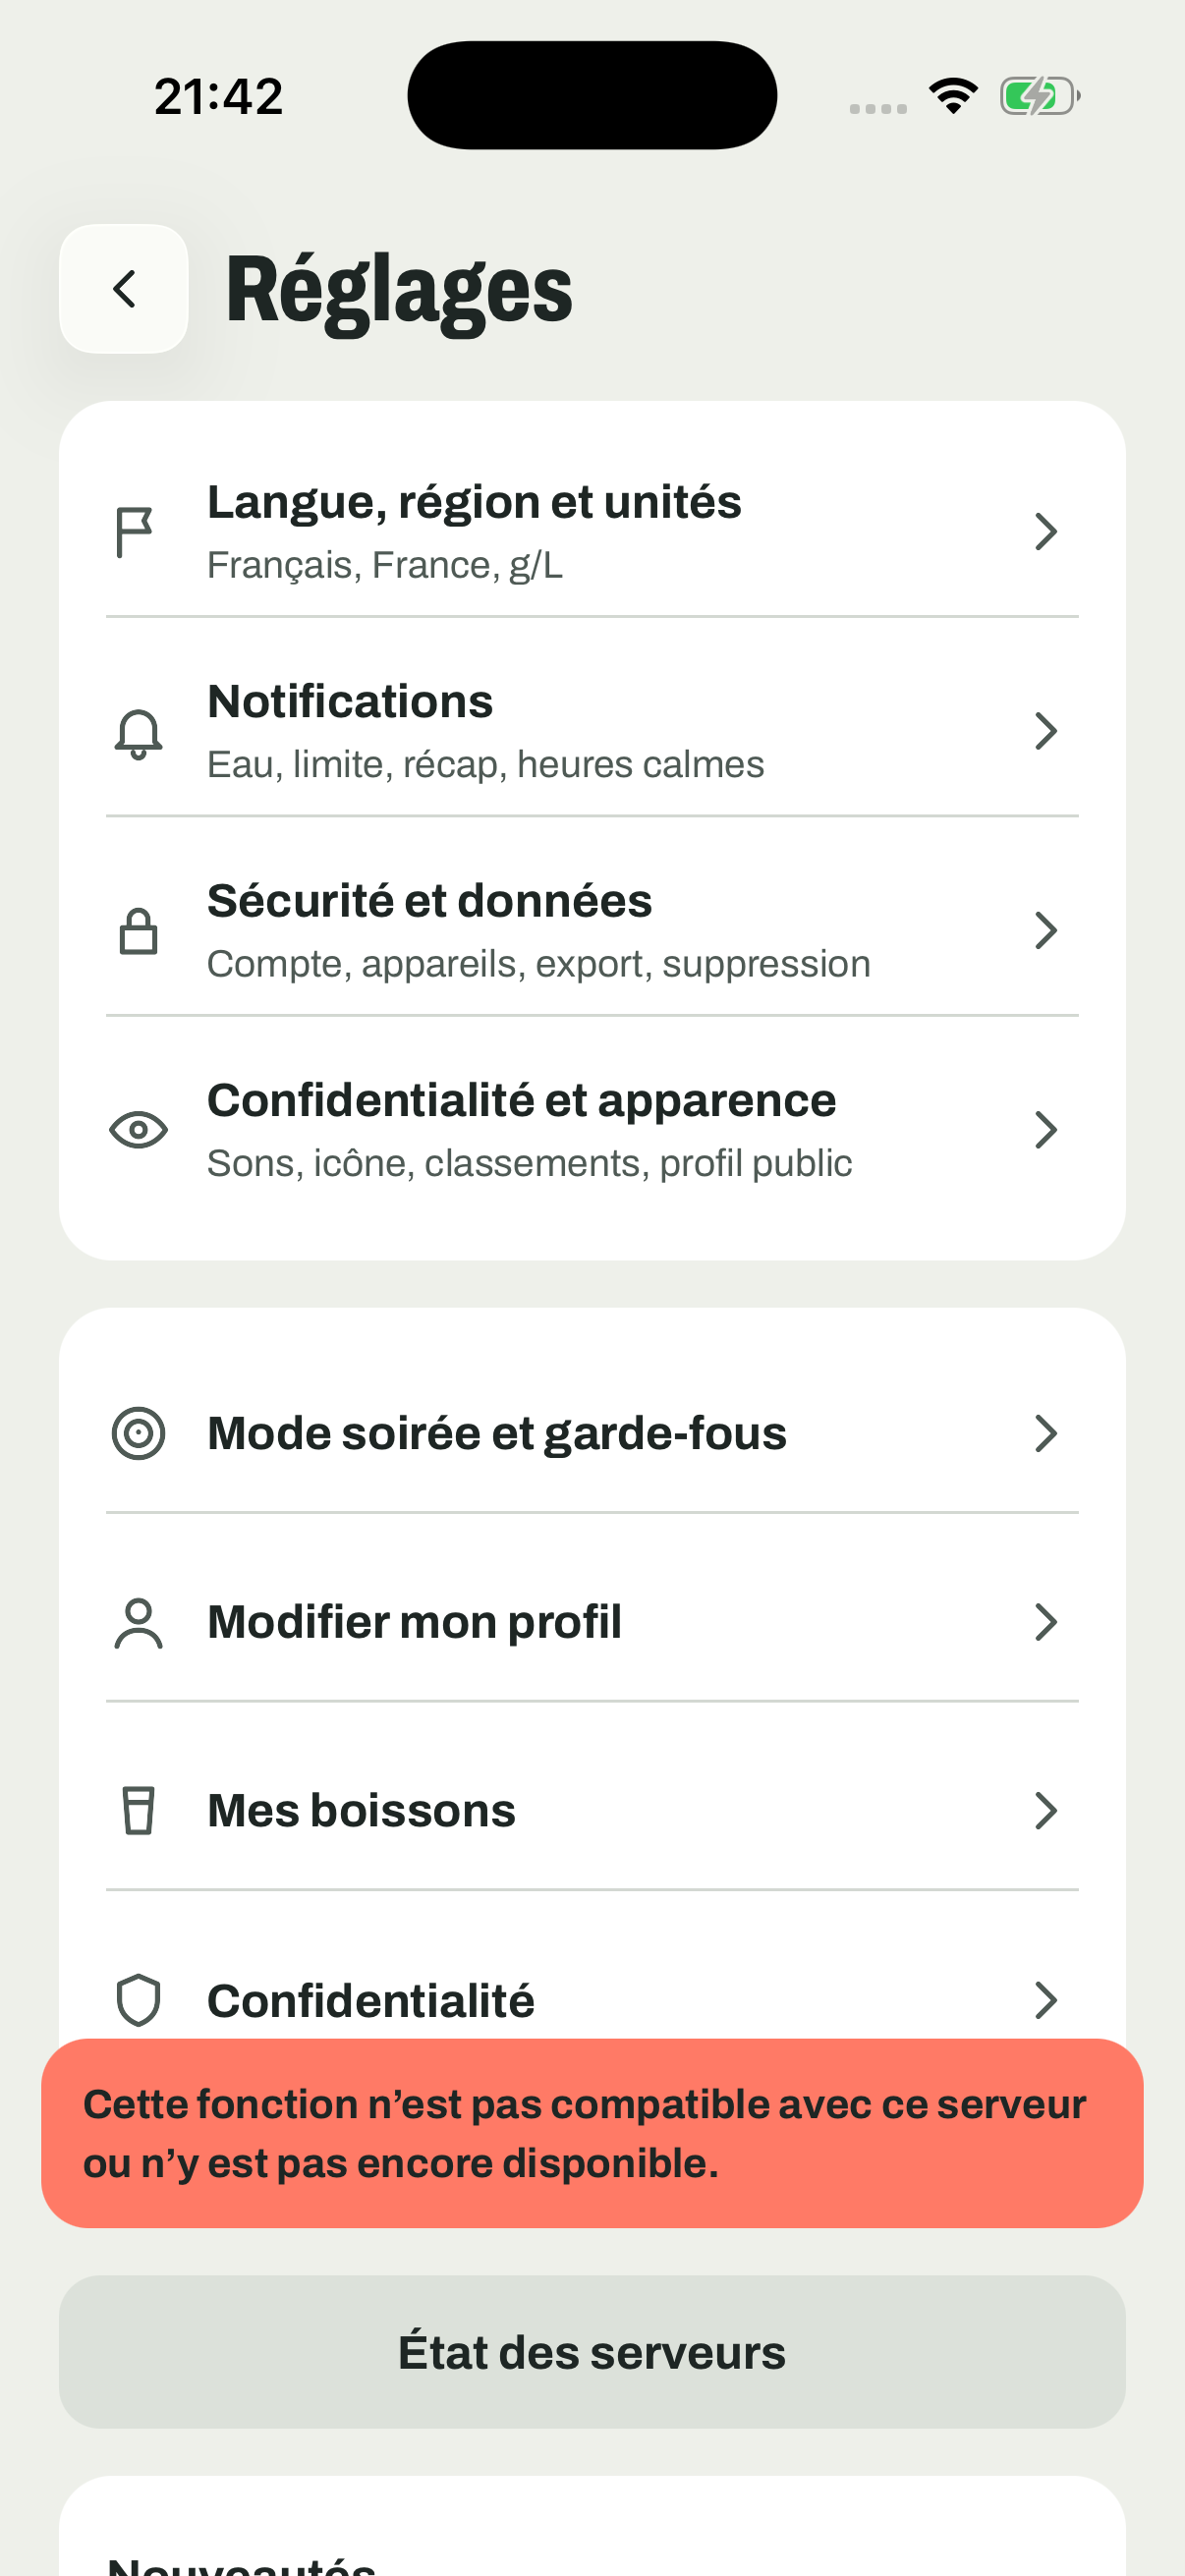 21:42
Réglages
Langue, région et unités
Français, France, g/L
Notifications
Eau, limite, récap, heures calmes
Sécurité et données
Compte, appareils, export, suppression
Confidentialité et apparence
Sons, icône, classements, profil public
Mode soirée et garde-fous
Modifier mon profil
Mes boissons
Confidentialité
Cette fonction n’est pas compatible avec ce serveur
ou n’y est pas encore disponible.
État des serveurs
Nouveautés